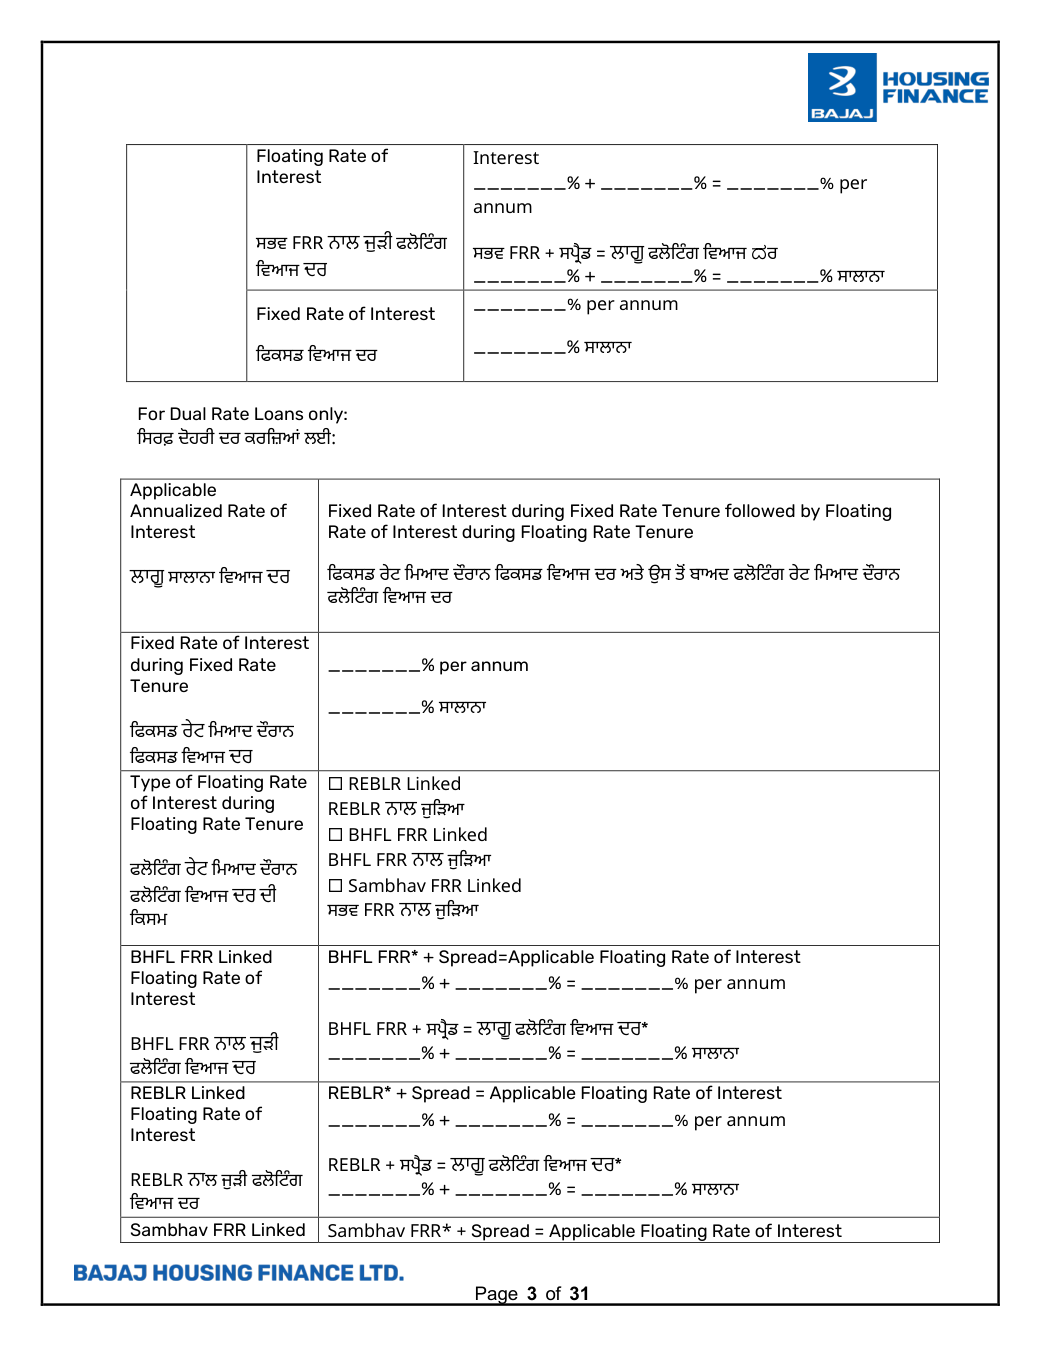 BAJAJ
HOUSING
FINANCE
Floating Rate of
Interest
ਸਭਵ FRR ਨਾਲ ਜੁੜੀ ਫਲੋਟਿੰਗ
ਵਿਆਜ ਦਰ
Interest
_______% + _______% = _______% per
annum
ਸਭਵ FRR + ਸਪ੍ਰੈਡ = ਲਾਗੂ ਫਲੋਟਿੰਗ ਵਿਆਜ ਦਰ
_______% + _______% = _______% ਸਾਲਾਨਾ
Fixed Rate of Interest
ਫਿਕਸਡ ਵਿਆਜ ਦਰ
_______% per annum
_______% ਸਾਲਾਨਾ
For Dual Rate Loans only:
ਸਿਰਫ਼ ਦੋਹਰੀ ਦਰ ਕਰਜ਼ਿਆਂ ਲਈ:
Applicable
Annualized Rate of
Interest
ਲਾਗੂ ਸਾਲਾਨਾ ਵਿਆਜ ਦਰ
Fixed Rate of Interest during Fixed Rate Tenure followed by Floating
Rate of Interest during Floating Rate Tenure
ਫਿਕਸਡ ਰੇਟ ਮਿਆਦ ਦੌਰਾਨ ਫਿਕਸਡ ਵਿਆਜ ਦਰ ਅਤੇ ਉਸ ਤੋਂ ਬਾਅਦ ਫਲੋਟਿੰਗ ਰੇਟ ਮਿਆਦ ਦੌਰਾਨ
ਫਲੋਟਿੰਗ ਵਿਆਜ ਦਰ
Fixed Rate of Interest
during Fixed Rate
Tenure
ਫਿਕਸਡ ਰੇਟ ਮਿਆਦ ਦੌਰਾਨ
ਫਿਕਸਡ ਵਿਆਜ ਦਰ
_______% per annum
_______% ਸਾਲਾਨਾ
Type of Floating Rate
of Interest during
Floating Rate Tenure
ਫਲੋਟਿੰਗ ਰੇਟ ਮਿਆਦ ਦੌਰਾਨ
ਫਲੋਟਿੰਗ ਵਿਆਜ ਦਰ ਦੀ
ਕਿਸਮ
☐ REBLR Linked
REBLR ਨਾਲ ਜੁੜਿਆ
☐ BHFL FRR Linked
BHFL FRR ਨਾਲ ਜੁੜਿਆ
☐ Sambhav FRR Linked
ਸਭਵ FRR ਨਾਲ ਜੁੜਿਆ
BHFL FRR Linked
Floating Rate of
Interest
BHFL FRR ਨਾਲ ਜੁੜੀ
ਫਲੋਟਿੰਗ ਵਿਆਜ ਦਰ
BHFL FRR* + Spread=Applicable Floating Rate of Interest
_______% + _______% = _______% per annum
BHFL FRR + ਸਪ੍ਰੈਡ = ਲਾਗੂ ਫਲੋਟਿੰਗ ਵਿਆਜ ਦਰ*
_______% + _______% = _______% ਸਾਲਾਨਾ
REBLR Linked
Floating Rate of
Interest
REBLR ਨਾਲ ਜੁੜੀ ਫਲੋਟਿੰਗ
ਵਿਆਜ ਦਰ
REBLR* + Spread = Applicable Floating Rate of Interest
_______% + _______% = _______% per annum
REBLR + ਸਪ੍ਰੈਡ = ਲਾਗੂ ਫਲੋਟਿੰਗ ਵਿਆਜ ਦਰ*
_______% + _______% = _______% ਸਾਲਾਨਾ
Sambhav FRR Linked
Sambhav FRR* + Spread = Applicable Floating Rate of Interest
BAJAJ HOUSING FINANCE LTD.
Page 3 of 31